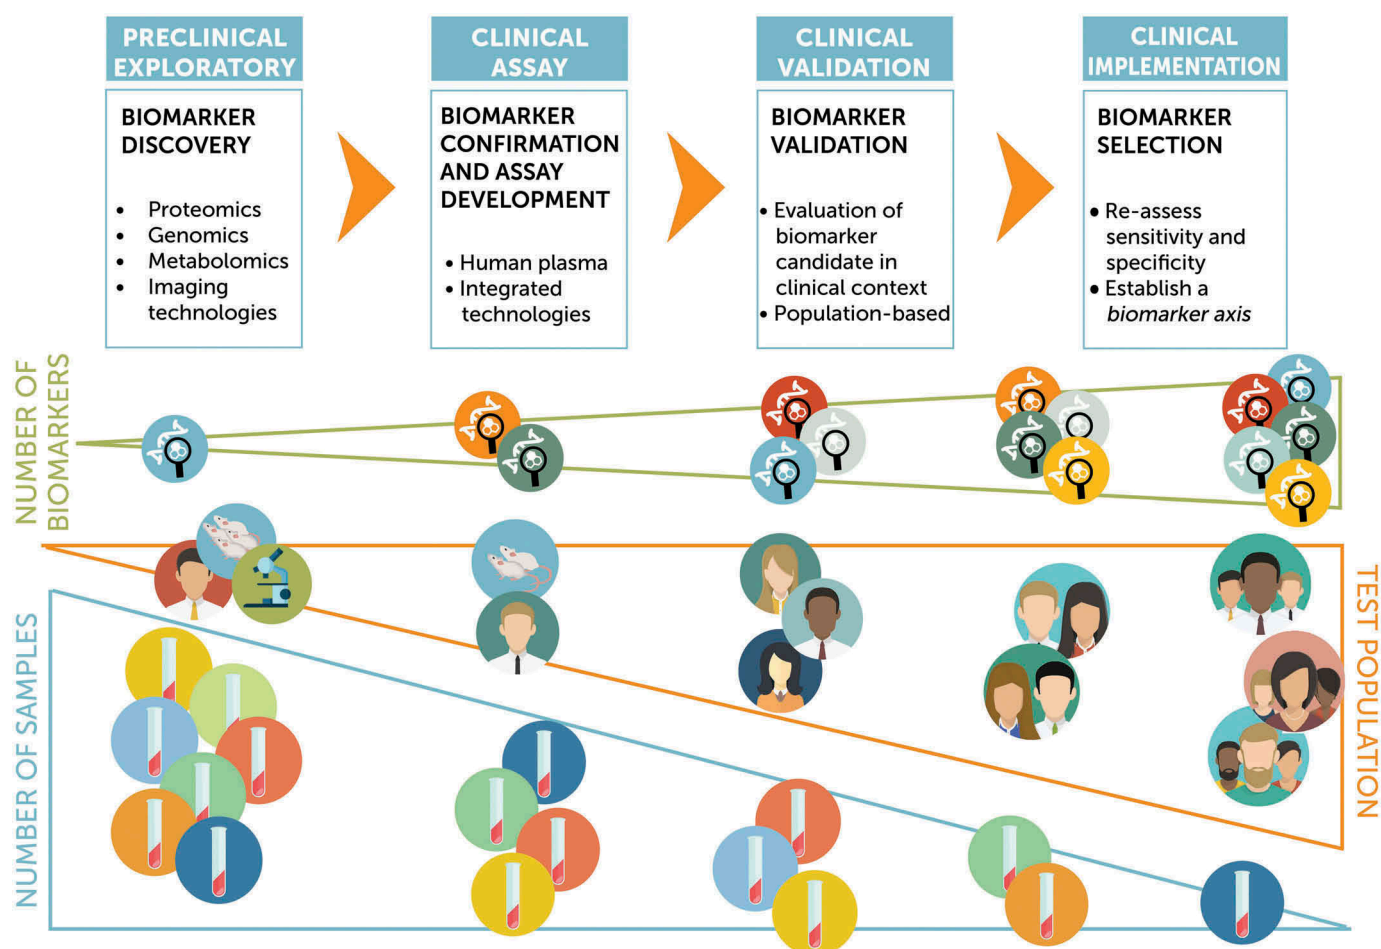 PRECLINICAL
EXPLORATORY
BIOMARKER
DISCOVERY
• Proteomics
• Genomics
• Metabolomics
• Imaging
technologies
CLINICAL
ASSAY
BIOMARKER
CONFIRMATION
AND ASSAY
DEVELOPMENT
• Human plasma
• Integrated
technologies
CLINICAL
VALIDATION
BIOMARKER
VALIDATION
• Evaluation of
biomarker
candidate in
clinical context
• Population-based
CLINICAL
IMPLEMENTATION
BIOMARKER
SELECTION
• Re-assess
sensitivity and
specificity
• Establish a
biomarker axis
NUMBER OF
BIOMARKERS
NUMBER OF SAMPLES
TEST POPULATION